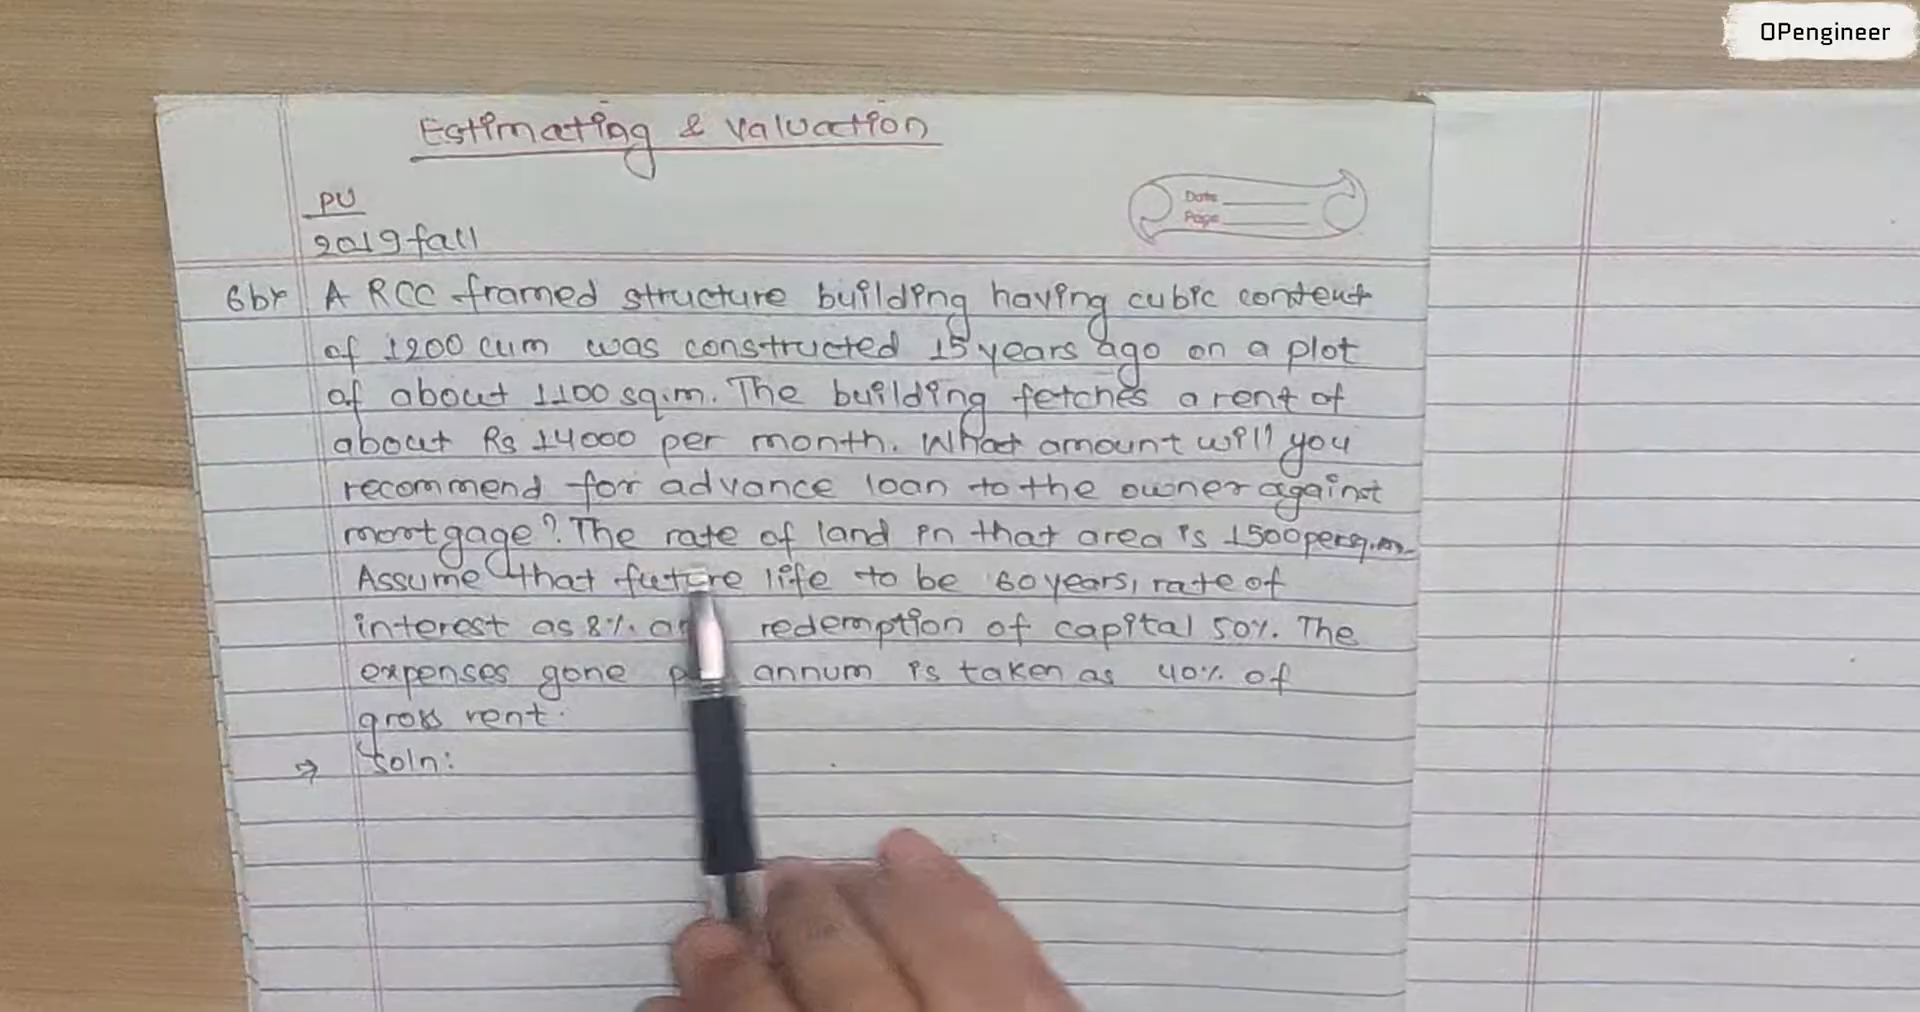 OPengineer
Estimating & Valuation
PU
2019 fall
Date
Page
6b> A RCC framed structure building having cubic content
of 1200 cum was constructed 15 years ago on a plot
of about 1100 sq.m. The building fetches a rent of
about Rs 14000 per month. What amount will you
recommend for advance loan to the owner against
mortgage? The rate of land in that area is 1500 per sq.m.
Assume that future life to be 60 years, rate of
interest as 8% redemption of capital 50%. The
expenses gone annum is taken as 40% of
gross rent.
→ Soln: